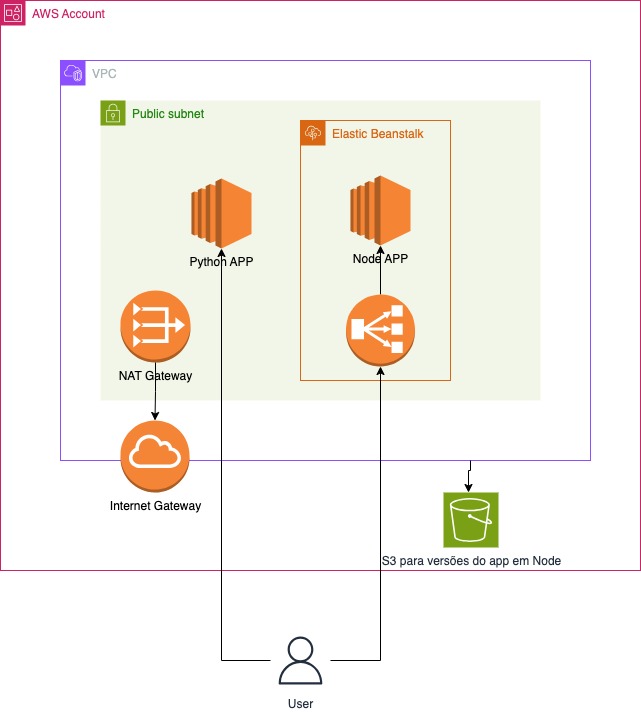 AWS Account
VPC
Public subnet
Elastic Beanstalk
Python APP
Node APP
NAT Gateway
Internet Gateway
S3 para versões do app em Node
User